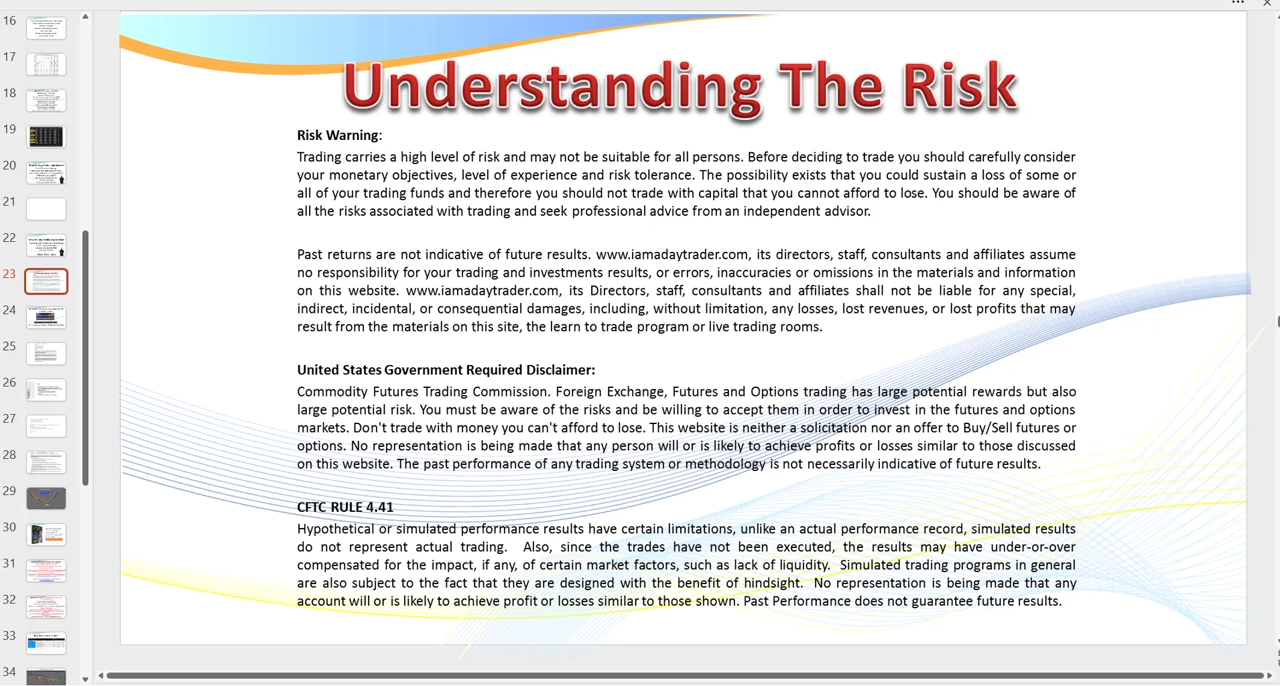 16
17
18
19
20
21
22
23
24
25
26
27
28
29
30
31
32
33
34
Understanding The Risk
Risk Warning:
Trading carries a high level of risk and may not be suitable for all persons. Before deciding to trade you should carefully consider
your monetary objectives, level of experience and risk tolerance. The possibility exists that you could sustain a loss of some or
all of your trading funds and therefore you should not trade with capital that you cannot afford to lose. You should be aware of
all the risks associated with trading and seek professional advice from an independent advisor.
Past returns are not indicative of future results. www.iamadaytrader.com, its directors, staff, consultants and affiliates assume
no responsibility for your trading and investments results, or errors, inaccuracies or omissions in the materials and information
on this website. www.iamadaytrader.com, its Directors, staff, consultants and affiliates shall not be liable for any special,
indirect, incidental, or consequential damages, including, without limitation, any losses, lost revenues, or lost profits that may
result from the materials on this site, the learn to trade program or live trading rooms.
United States Government Required Disclaimer:
Commodity Futures Trading Commission. Foreign Exchange, Futures and Options trading has large potential rewards but also
large potential risk. You must be aware of the risks and be willing to accept them in order to invest in the futures and options
markets. Don't trade with money you can't afford to lose. This website is neither a solicitation nor an offer to Buy/Sell futures or
options. No representation is being made that any person will or is likely to achieve profits or losses similar to those discussed
on this website. The past performance of any trading system or methodology is not necessarily indicative of future results.
CFTC RULE 4.41
Hypothetical or simulated performance results have certain limitations, unlike an actual performance record, simulated results
do not represent actual trading. Also, since the trades have not been executed, the results may have under-or-over
compensated for the impact, if any, of certain market factors, such as lack of liquidity. Simulated trading programs in general
are also subject to the fact that they are designed with the benefit of hindsight. No representation is being made that any
account will or is likely to achieve profit or losses similar to those shown. Past Performance does not guarantee future results.